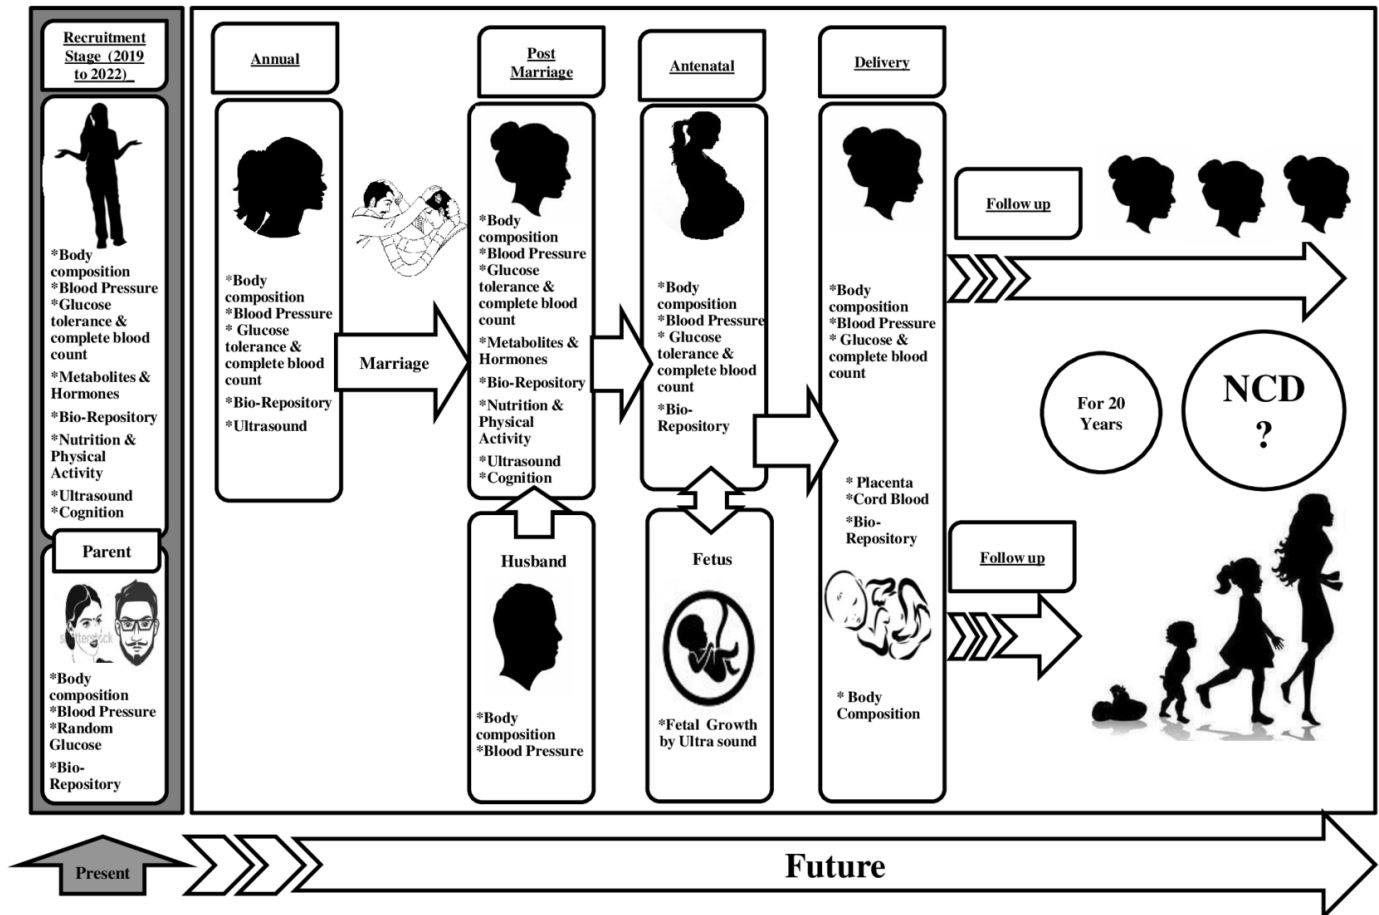 Recruitment
Stage (2019
to 2022)_
*Body
composition
*Blood Pressure
*Glucose
tolerance &
complete blood
count
*Metabolites &
Hormones
*Bio-Repository
*Nutrition &
Physical
Activity
*Ultrasound
*Cognition
Parent
*Body
composition
*Blood Pressure
*Random
Glucose
*Bio-
Repository
Annual
*Body
composition
*Blood Pressure
* Glucose
tolerance &
complete blood
count
*Bio-Repository
*Ultrasound
Marriage
Post
Marriage
*Body
composition
*Blood Pressure
*Glucose
tolerance &
complete blood
count
*Metabolites &
Hormones
*Bio-Repository
*Nutrition &
Physical
Activity
*Ultrasound
*Cognition
Husband
*Body
composition
*Blood Pressure
Antenatal
*Body
composition
*Blood Pressure
* Glucose
tolerance &
complete blood
count
*Bio-
Repository
Fetus
*Fetal Growth
by Ultra sound
Delivery
*Body
composition
*Blood Pressure
* Glucose &
complete blood
count
* Placenta
*Cord Blood
*Bio-
Repository
* Body
Composition
Follow up
For 20
Years
NCD
?
Follow up
Present
Future